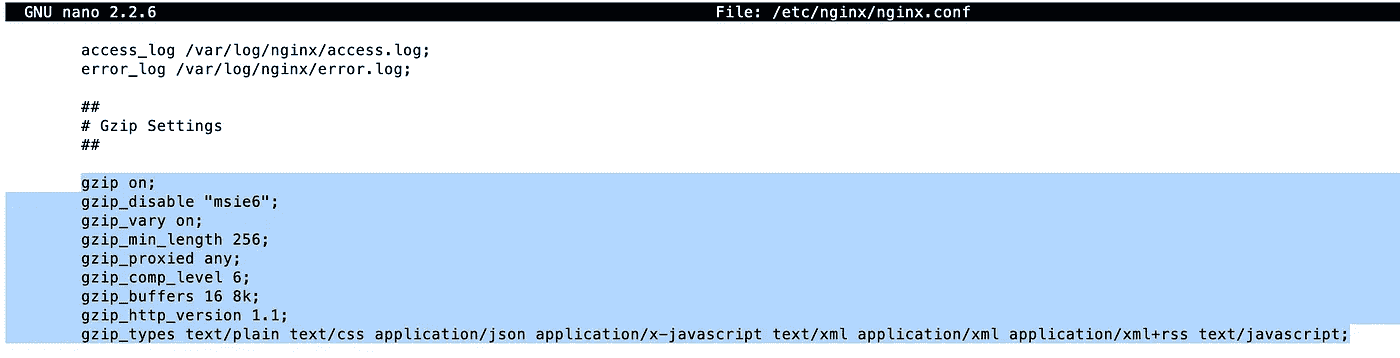 GNU nano 2.2.6 File: /etc/nginx/nginx.conf
access_log /var/log/nginx/access.log;
error_log /var/log/nginx/error.log;
##
# Gzip Settings
##
gzip on;
gzip_disable "msie6";
gzip_vary on;
gzip_min_length 256;
gzip_proxied any;
gzip_comp_level 6;
gzip_buffers 16 8k;
gzip_http_version 1.1;
gzip_types text/plain text/css application/json application/x-javascript text/xml application/xml application/xml+rss text/javascript;